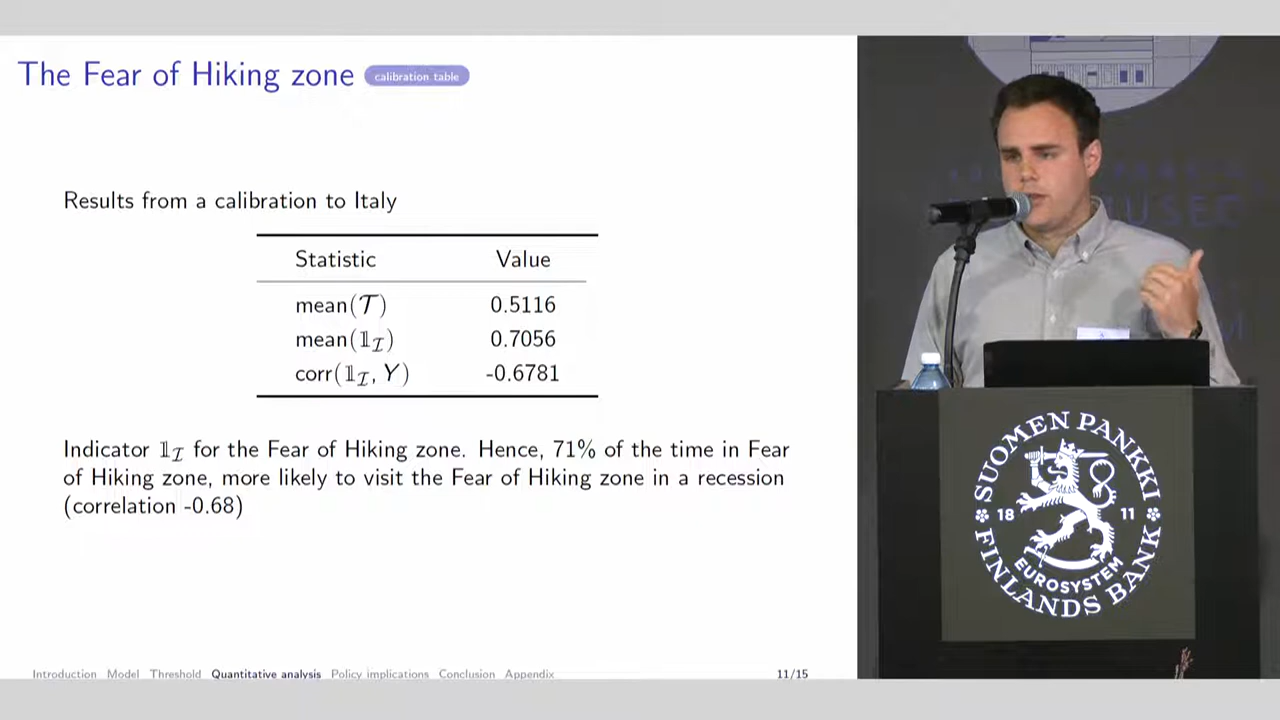 The Fear of Hiking zone calibration table
Results from a calibration to Italy
Statistic Value
mean(𝒯) 0.5116
mean(𝟙_ℐ) 0.7056
corr(𝟙_ℐ, Y) -0.6781
Indicator 𝟙_ℐ for the Fear of Hiking zone. Hence, 71% of the time in Fear
of Hiking zone, more likely to visit the Fear of Hiking zone in a recession
(correlation -0.68)
Introduction Model Threshold Quantitative analysis Policy implications Conclusion Appendix 11/15
SUOMEN PANKKI
18 11
EUROSYSTEM
FINLANDS BANK